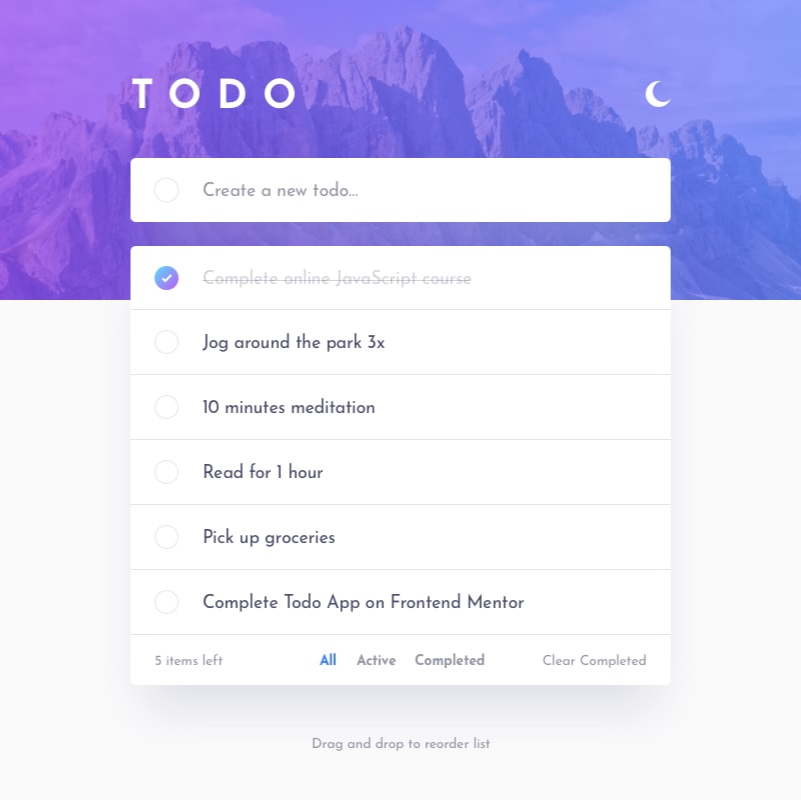 TODO
Create a new todo...
Complete online JavaScript course
Jog around the park 3x
10 minutes meditation
Read for 1 hour
Pick up groceries
Complete Todo App on Frontend Mentor
5 items left All Active Completed Clear Completed
Drag and drop to reorder list